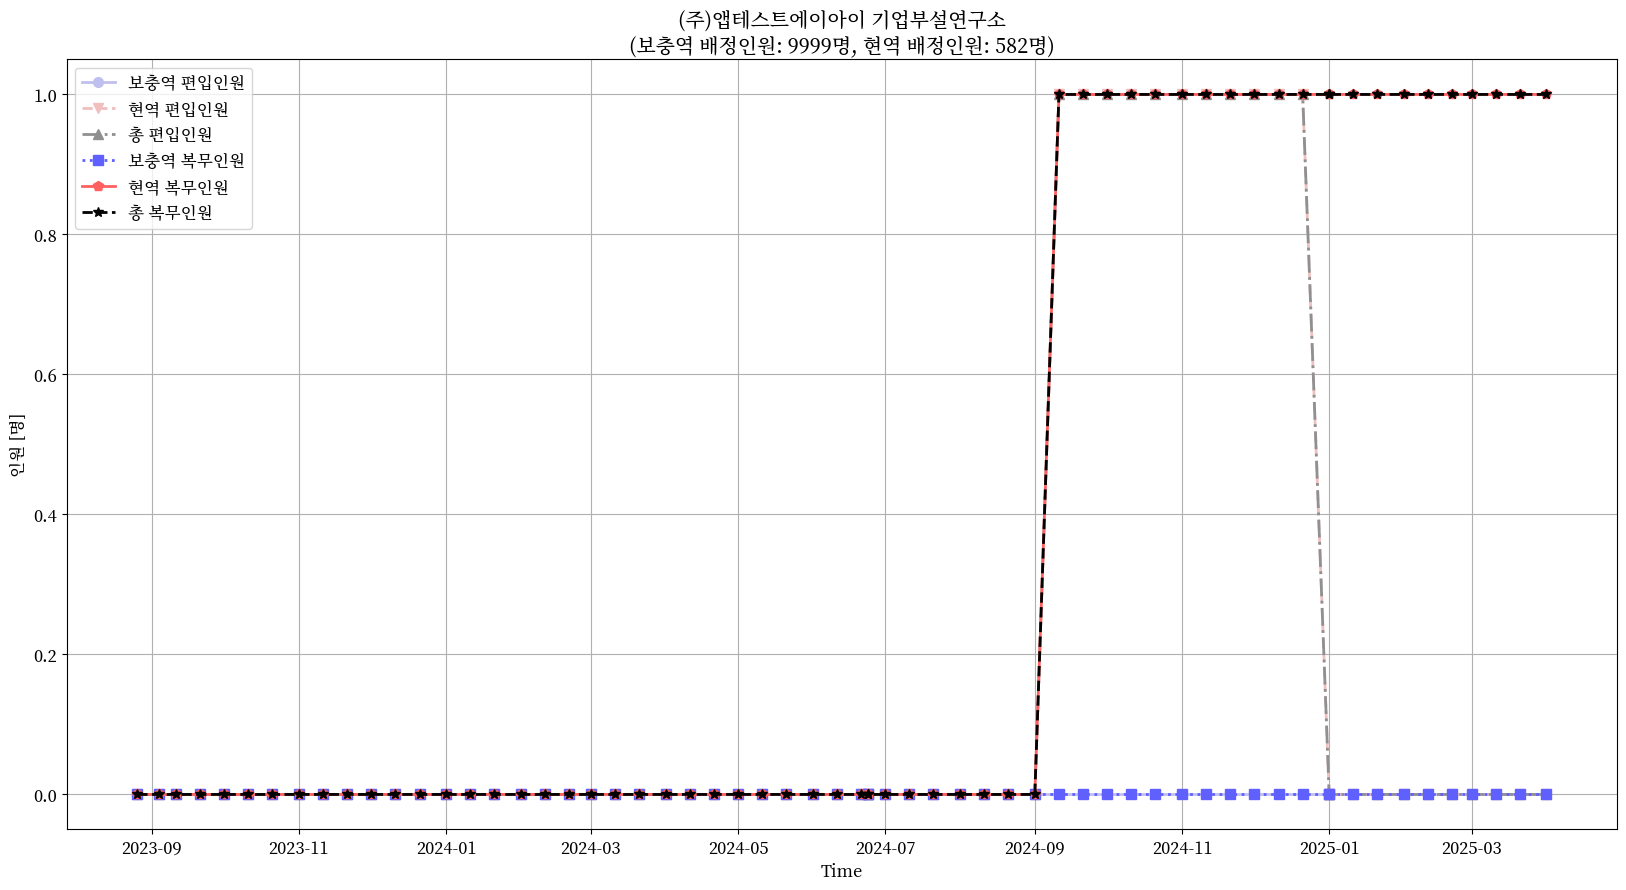 (주)앱테스트에이아이 기업부설연구소
(보충역 배정인원: 9999명, 현역 배정인원: 582명)
보충역 편입인원
현역 편입인원
총 편입인원
보충역 복무인원
현역 복무인원
총 복무인원
1.0
0.8
0.6
0.4
0.2
0.0
인원 [명]
2023-09
2023-11
2024-01
2024-03
2024-05
2024-07
2024-09
2024-11
2025-01
2025-03
Time